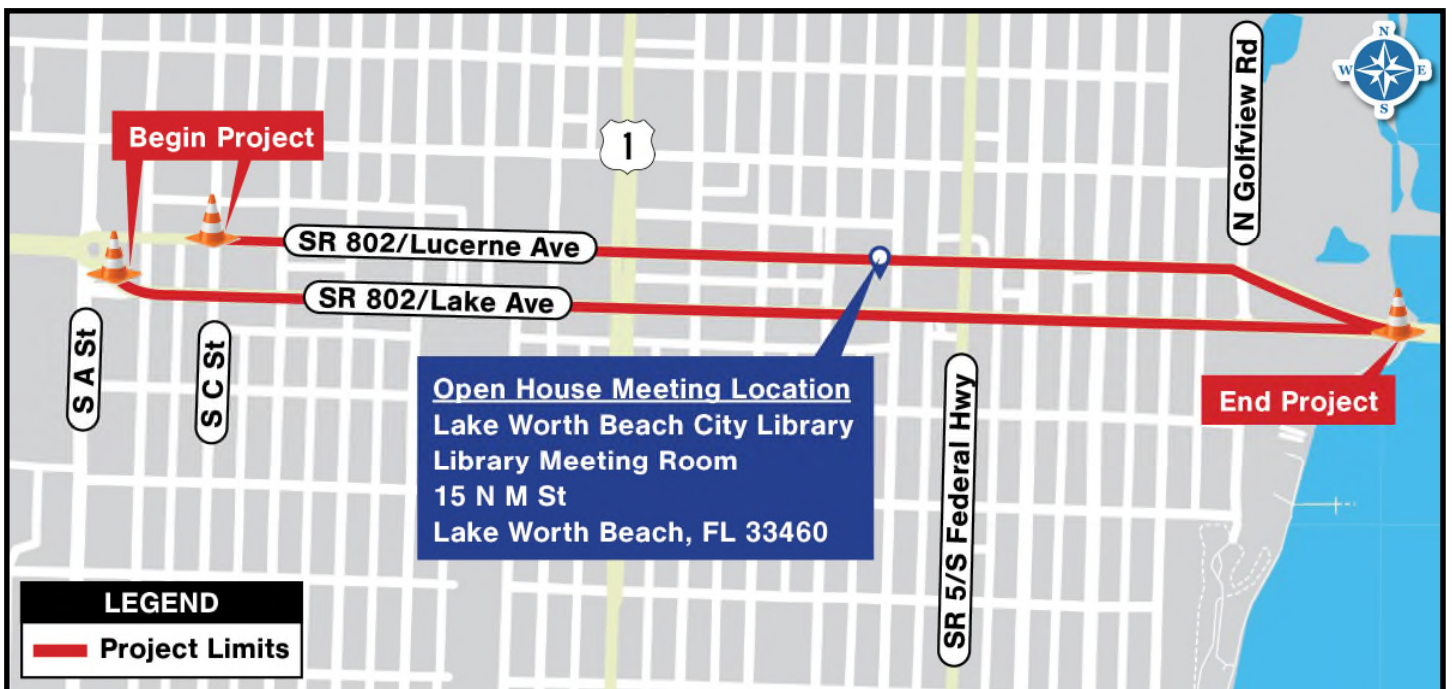 N
W
E
S
N Golfview Rd
Begin Project
1
SR 802/Lucerne Ave
SR 802/Lake Ave
S A St
S C St
Open House Meeting Location
Lake Worth Beach City Library
Library Meeting Room
15 N M St
Lake Worth Beach, FL 33460
SR 5/S Federal Hwy
End Project
LEGEND
Project Limits